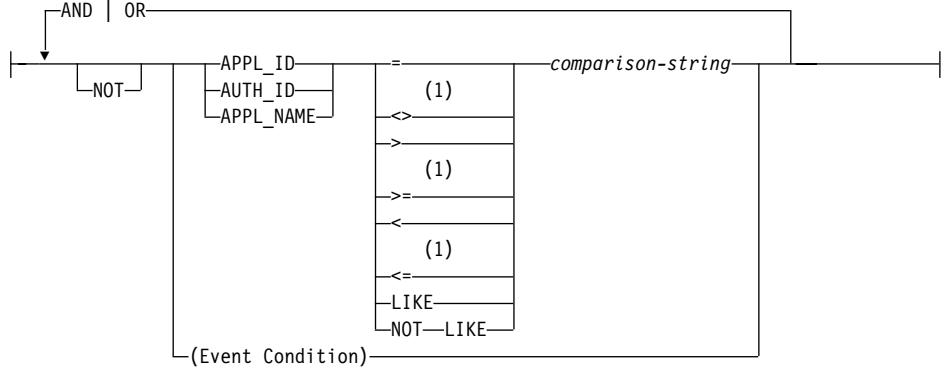 AND | OR
APPL_ID = comparison-string
NOT AUTH_ID (1)
APPL_NAME <>
>
(1)
>=
<
(1)
<=
LIKE
NOT LIKE
(Event Condition)